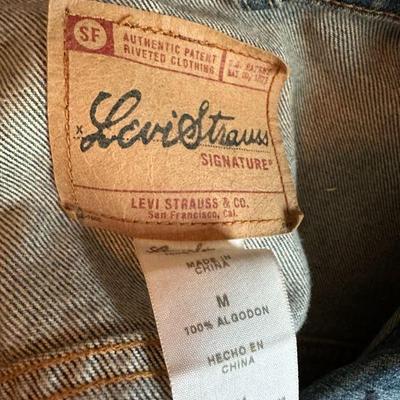 SF
AUTHENTIC PATENT
RIVETED CLOTHING
U.S. PATENT
x Levi Strauss
SIGNATURE®
LEVI STRAUSS & CO.
San Francisco, Cal.
MADE IN
CHINA
M
100% ALGODON
HECHO EN
CHINA